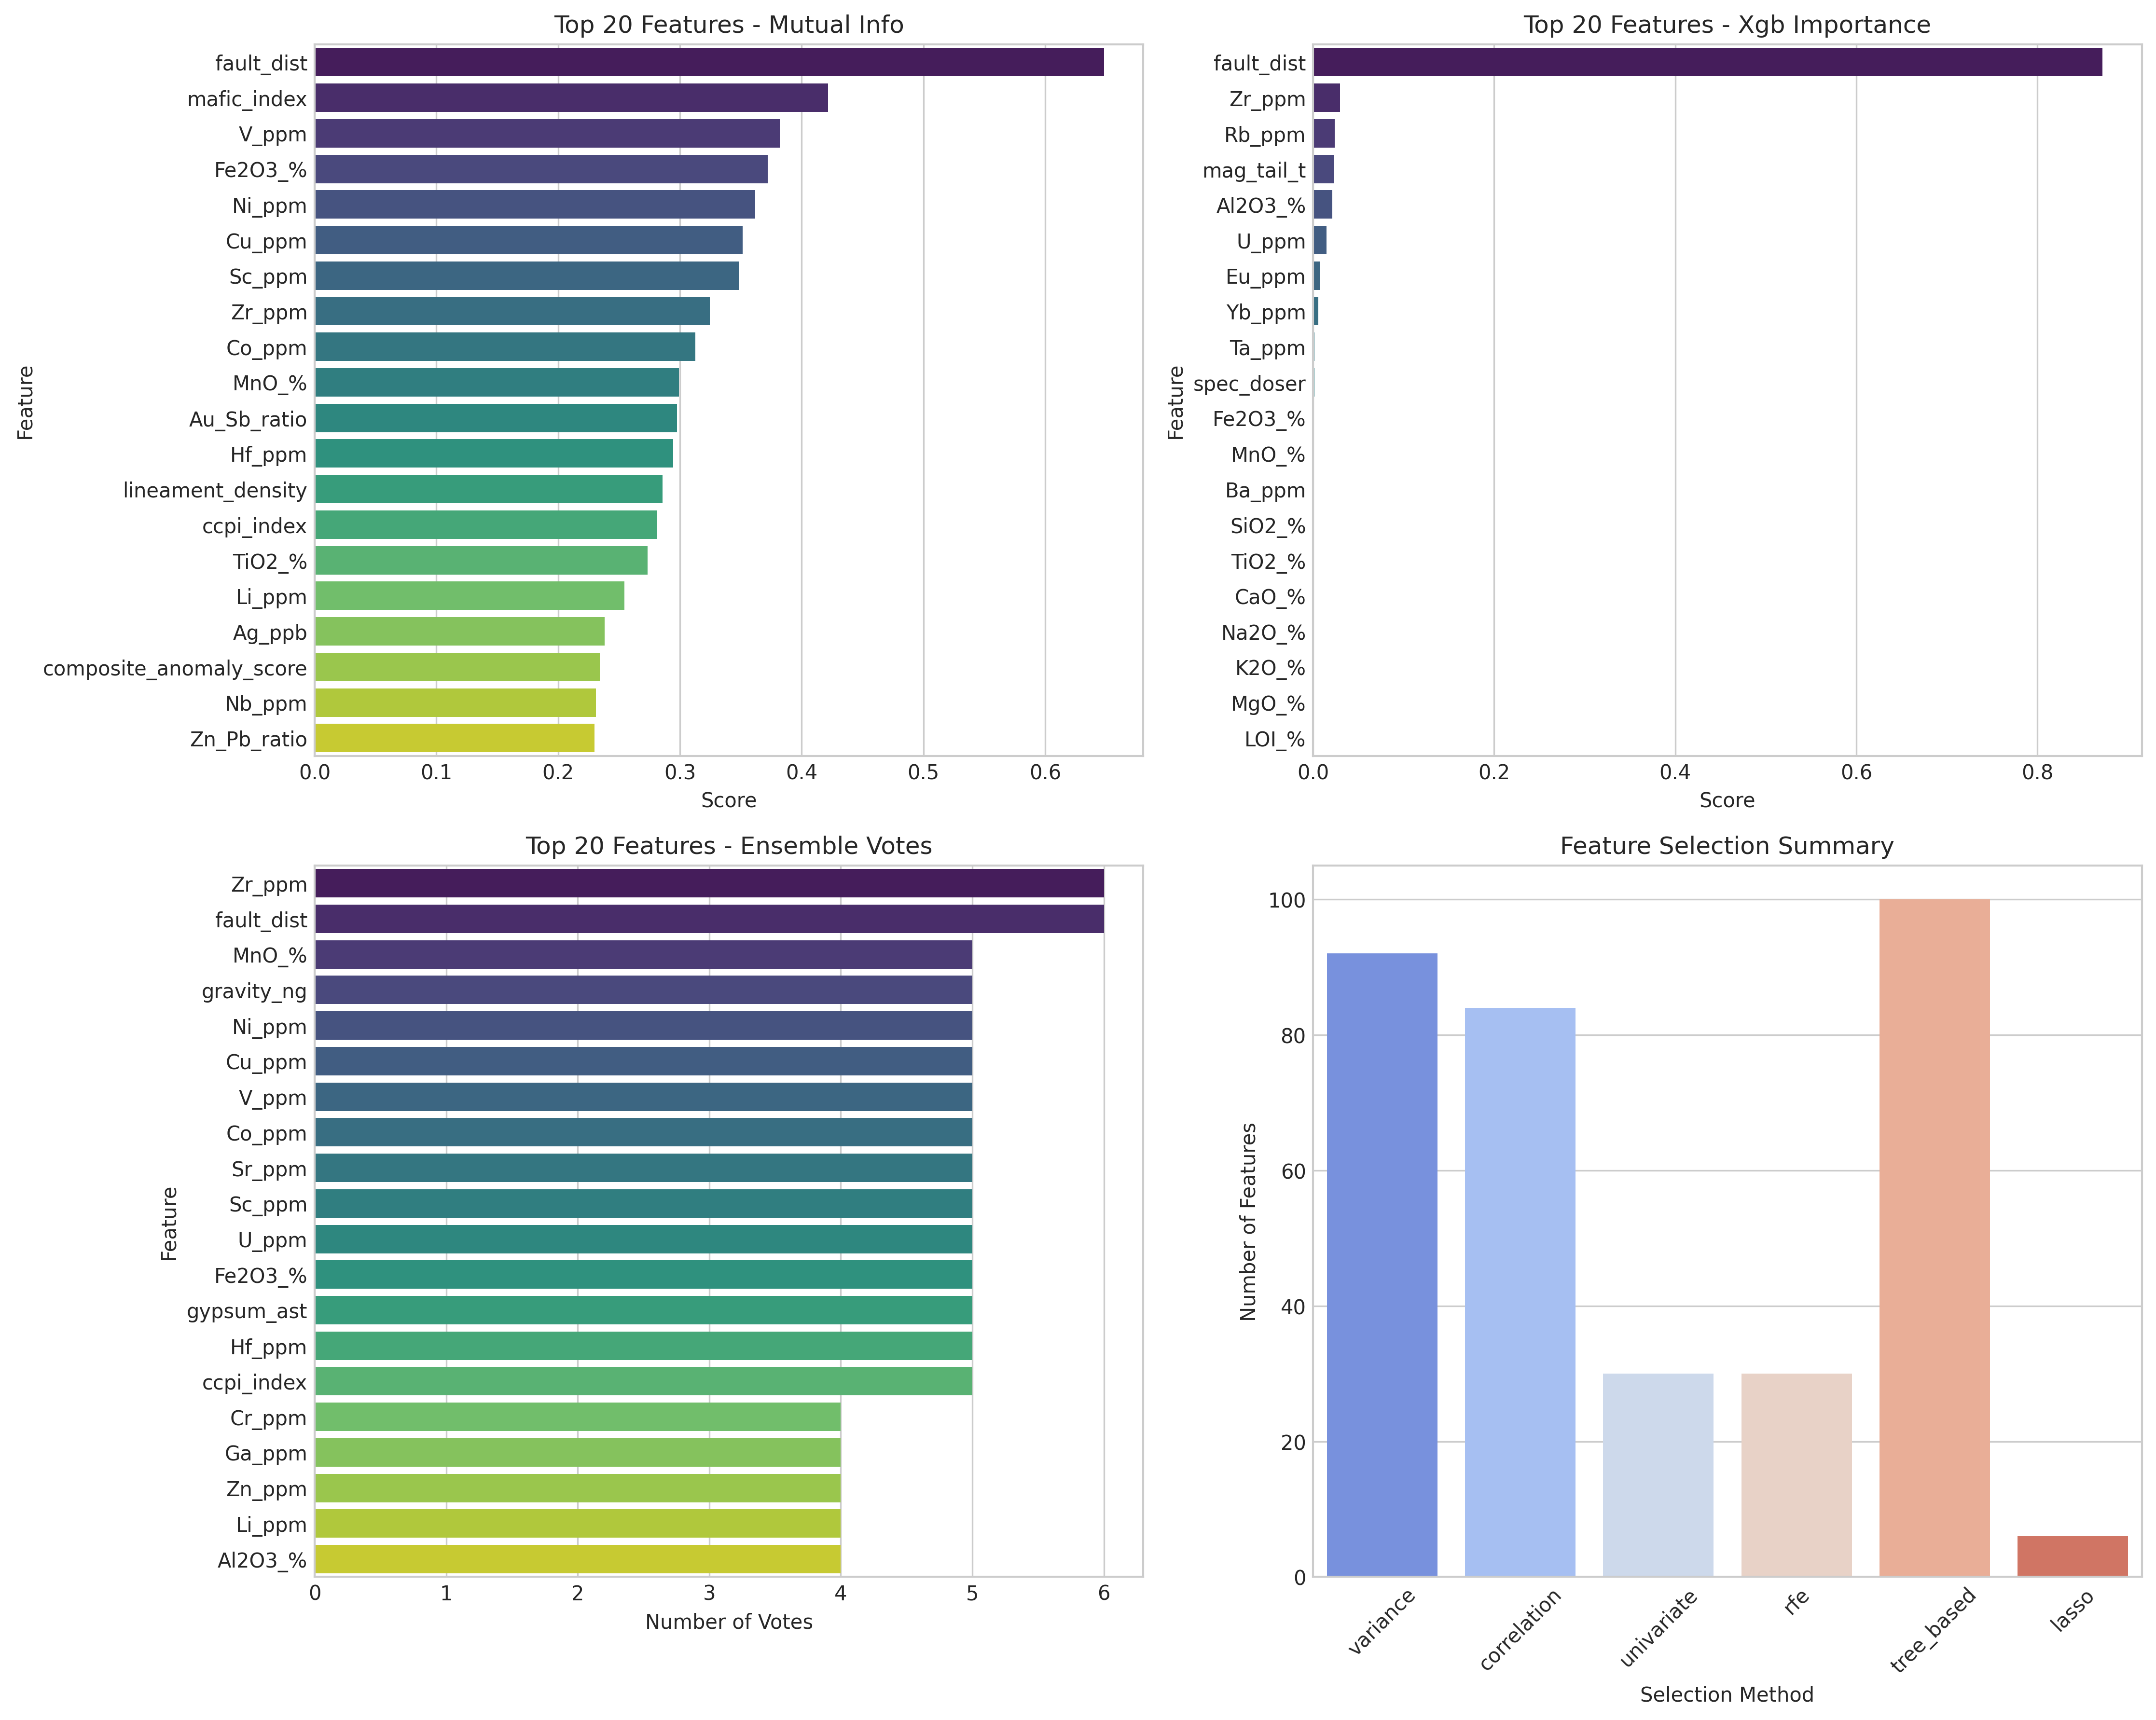 Top 20 Features - Mutual Info
fault_dist
mafic_index
V_ppm
Fe2O3_%
Ni_ppm
Cu_ppm
Sc_ppm
Zr_ppm
Co_ppm
MnO_%
Au_Sb_ratio
Hf_ppm
lineament_density
ccpi_index
TiO2_%
Li_ppm
Ag_ppb
composite_anomaly_score
Nb_ppm
Zn_Pb_ratio
Feature
0.0 0.1 0.2 0.3 0.4 0.5 0.6
Score
Top 20 Features - Xgb Importance
fault_dist
Zr_ppm
Rb_ppm
mag_tail_t
Al2O3_%
U_ppm
Eu_ppm
Yb_ppm
Ta_ppm
spec_doser
Fe2O3_%
MnO_%
Ba_ppm
SiO2_%
TiO2_%
CaO_%
Na2O_%
K2O_%
MgO_%
LOI_%
Feature
0.0 0.2 0.4 0.6 0.8
Score
Top 20 Features - Ensemble Votes
Zr_ppm
fault_dist
MnO_%
gravity_ng
Ni_ppm
Cu_ppm
V_ppm
Co_ppm
Sr_ppm
Sc_ppm
U_ppm
Fe2O3_%
gypsum_ast
Hf_ppm
ccpi_index
Cr_ppm
Ga_ppm
Zn_ppm
Li_ppm
Al2O3_%
Feature
0 1 2 3 4 5 6
Number of Votes
Feature Selection Summary
100
80
60
40
20
0
Number of Features
variance correlation univariate rfe tree_based lasso
Selection Method